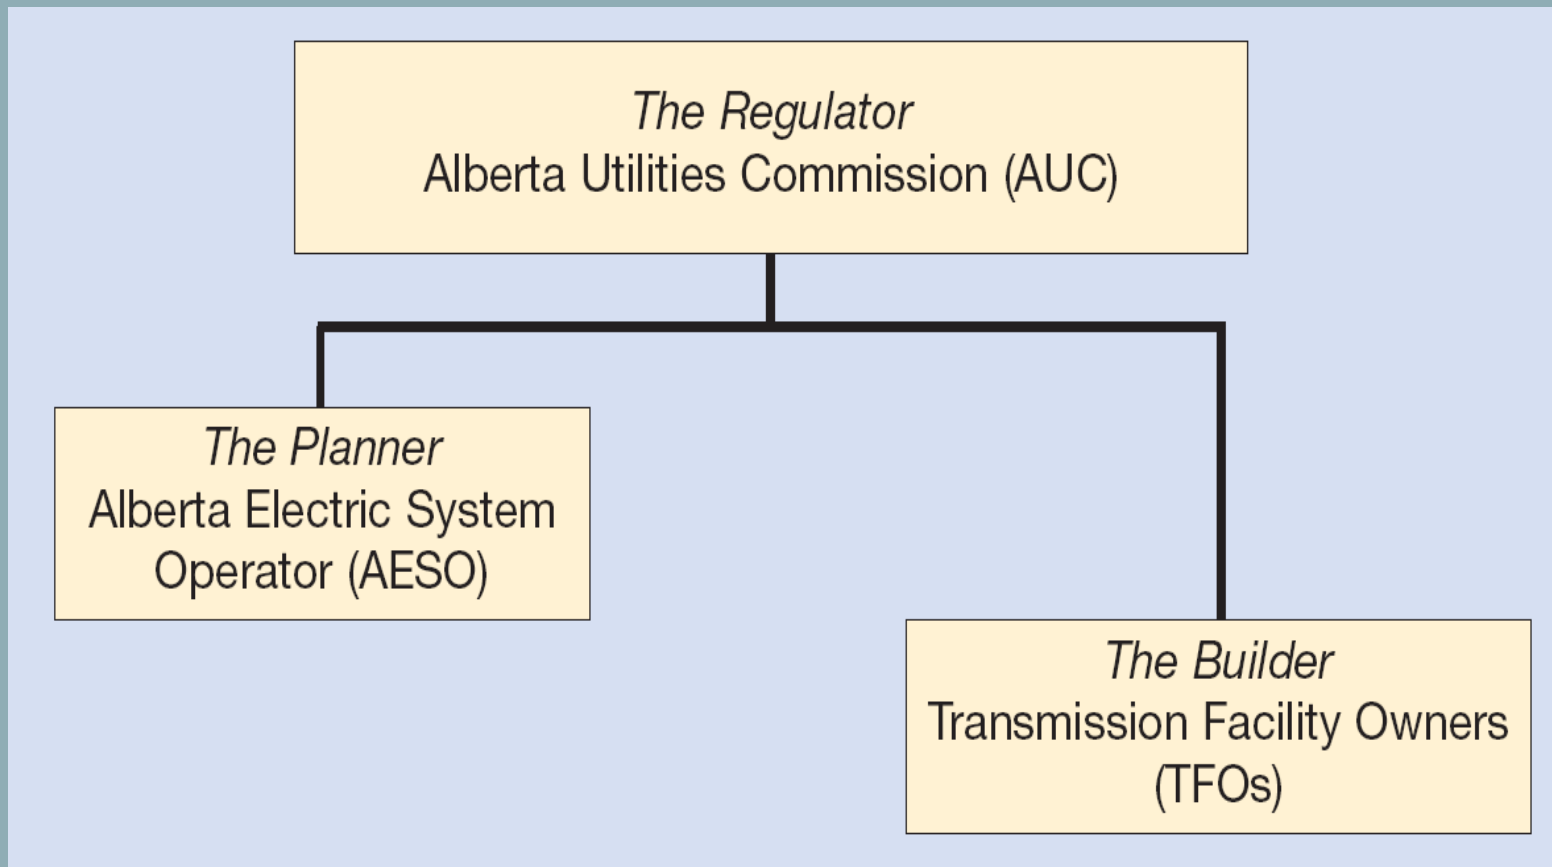 The Regulator
Alberta Utilities Commission (AUC)
The Planner
Alberta Electric System
Operator (AESO)
The Builder
Transmission Facility Owners
(TFOs)